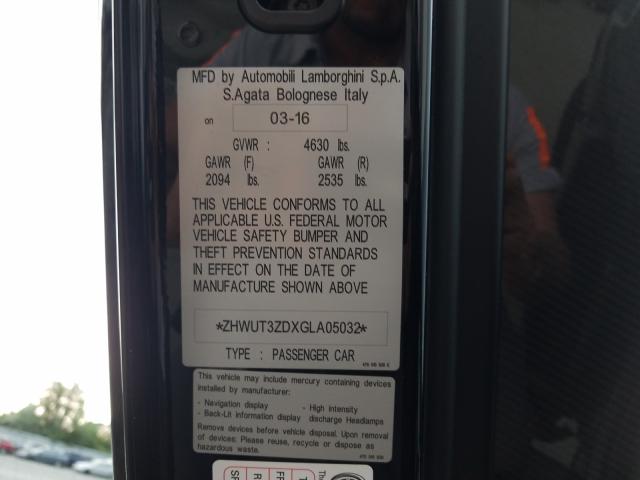 MFD by Automobili Lamborghini S.p.A.
S.Agata Bolognese Italy
on 03-16
GVWR : 4630 lbs.
GAWR (F) GAWR (R)
2094 lbs. 2535 lbs.
THIS VEHICLE CONFORMS TO ALL
APPLICABLE U.S. FEDERAL MOTOR
VEHICLE SAFETY BUMPER AND
THEFT PREVENTION STANDARDS
IN EFFECT ON THE DATE OF
MANUFACTURE SHOWN ABOVE
*ZHWUT3ZDXGLA05032*
TYPE : PASSENGER CAR
This vehicle may include mercury containing devices
installed by manufacturer:
- Navigation display - High intensity
- Back-Lit information display discharge Headlamps
Remove devices before vehicle disposal. Upon removal
of devices: Please reuse, recycle or dispose as
hazardous waste.